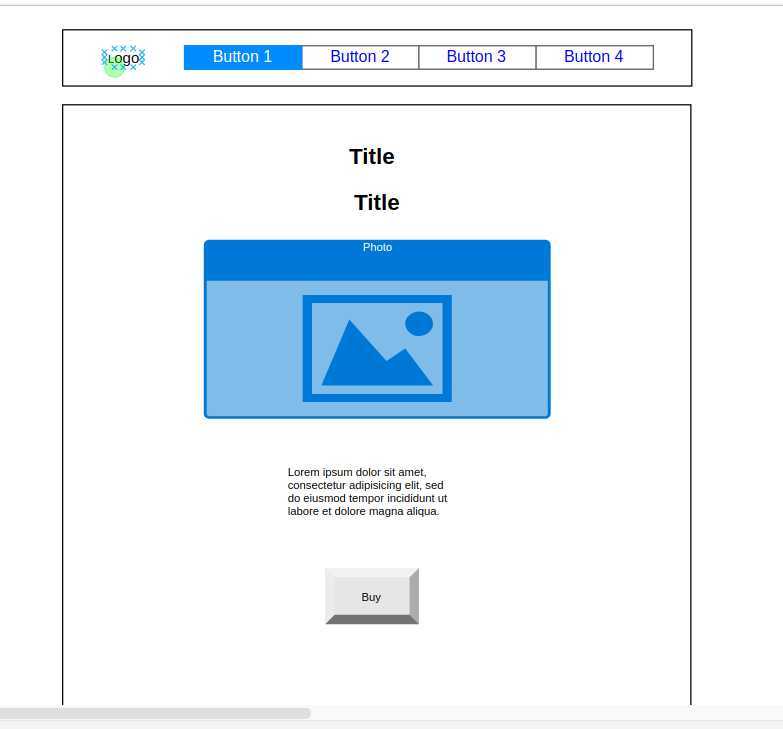 Logo
Button 1
Button 2
Button 3
Button 4
Title
Title
Photo
Lorem ipsum dolor sit amet,
consectetur adipisicing elit, sed
do eiusmod tempor incididunt ut
labore et dolore magna aliqua.
Buy